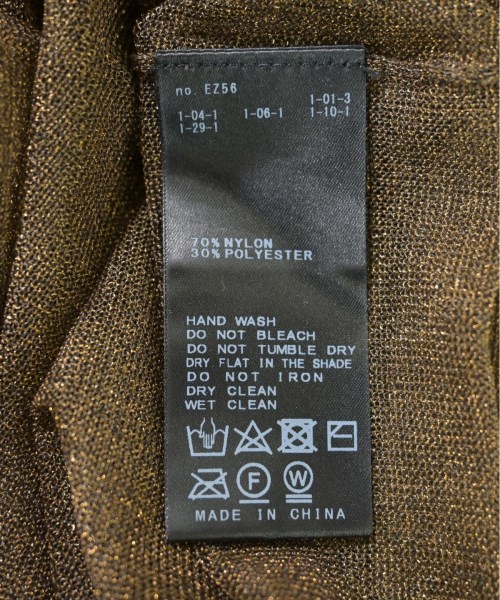 no. EZ56
1-01-3
1-04-1 1-06-1 1-10-1
1-29-1
70% NYLON
30% POLYESTER
HAND WASH
DO NOT BLEACH
DO NOT TUMBLE DRY
DRY FLAT IN THE SHADE
DO NOT IRON
DRY CLEAN
WET CLEAN
F W
MADE IN CHINA